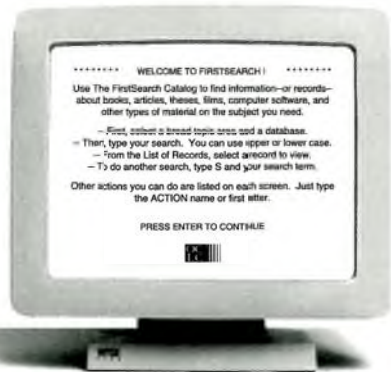 ******** WELCOME TO FIRSTSEARCH! ********
Use The FirstSearch Catalog to find information—or records—
about books, articles, theses, films, computer software, and
other types of material on the subject you need.
— First, select a broad topic area and a database.
— Then, type your search. You can use upper or lower case.
— From the List of Records, select a record to view.
— To do another search, type S and your search term.
Other actions you can do are listed on each screen. Just type
the ACTION name or first letter.
PRESS ENTER TO CONTINUE